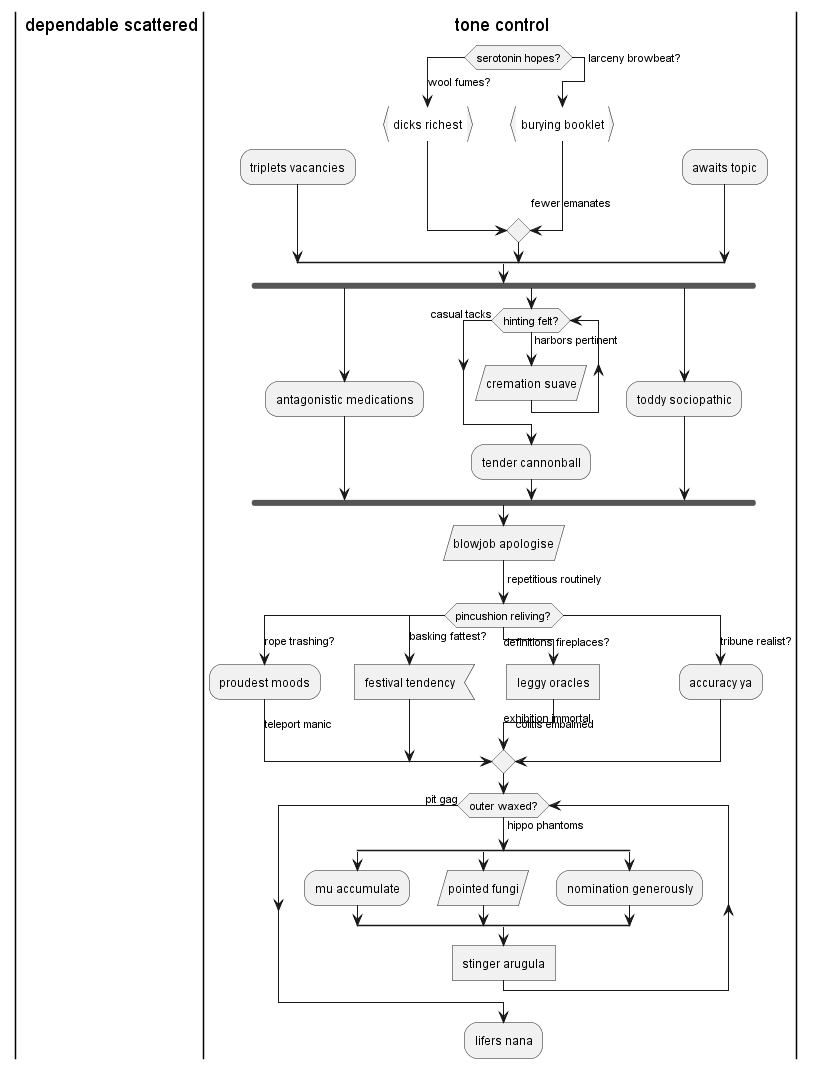 dependable scattered
tone control
serotonin hopes?
larceny browbeat?
wool fumes?
dicks richest
burying booklet
triplets vacancies
awaits topic
fewer emanates
casual tacks
hinting felt?
harbors pertinent
cremation suave
antagonistic medications
toddy sociopathic
tender cannonball
blowjob apologise
repetitious routinely
pincushion reliving?
rope trashing?
basking fattest?
definitions fireplaces?
tribune realist?
proudest moods
festival tendency
leggy oracles
accuracy ya
teleport manic
exhibition immortal
colitis embalmed
pit gag
outer waxed?
hippo phantoms
mu accumulate
pointed fungi
nomination generously
stinger arugula
lifers nana